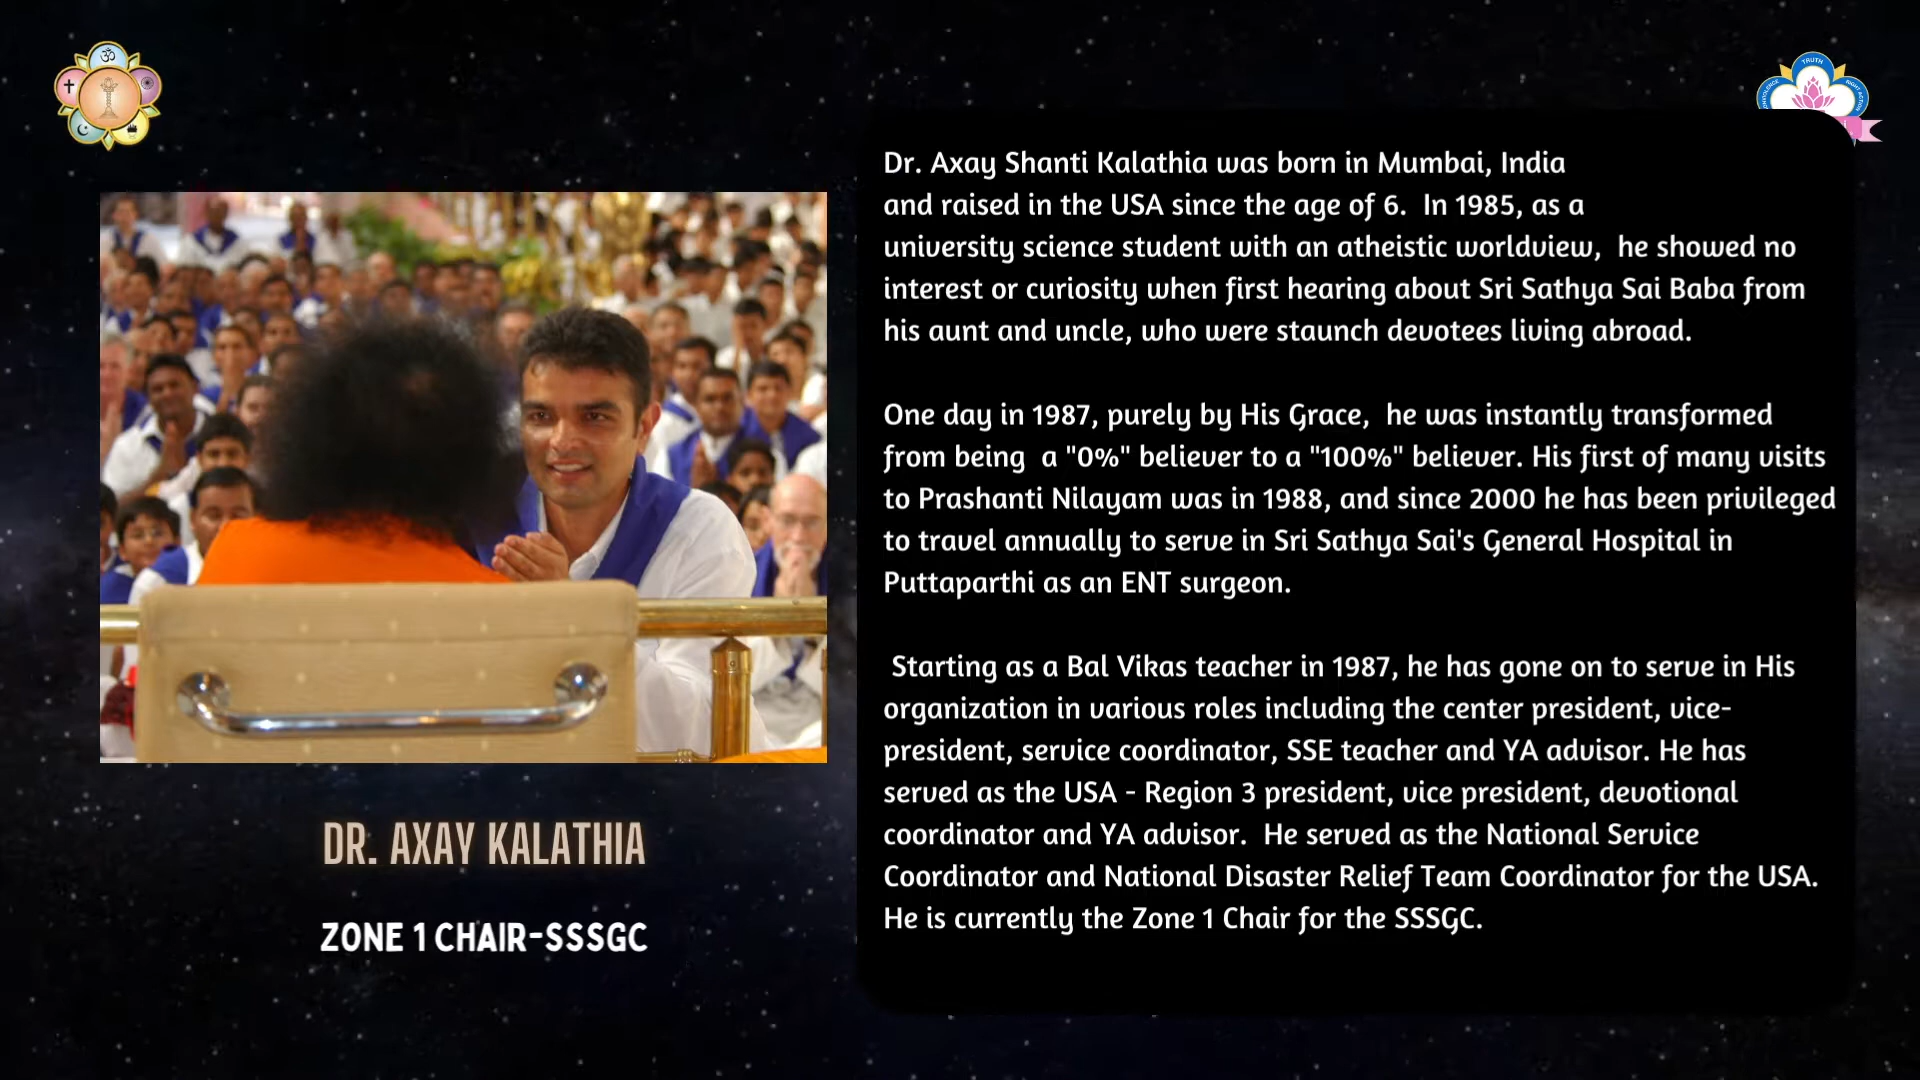 TRUTH
RIGHT ACTION
Dr. Axay Shanti Kalathia was born in Mumbai, India
and raised in the USA since the age of 6.  In 1985, as a
university science student with an atheistic worldview,  he showed no
interest or curiosity when first hearing about Sri Sathya Sai Baba from
his aunt and uncle, who were staunch devotees living abroad.
One day in 1987, purely by His Grace,  he was instantly transformed
from being  a "0%" believer to a "100%" believer. His first of many visits
to Prashanti Nilayam was in 1988, and since 2000 he has been privileged
to travel annually to serve in Sri Sathya Sai's General Hospital in
Puttaparthi as an ENT surgeon.
Starting as a Bal Vikas teacher in 1987, he has gone on to serve in His
organization in various roles including the center president, vice-
president, service coordinator, SSE teacher and YA advisor. He has
served as the USA - Region 3 president, vice president, devotional
coordinator and YA advisor.  He served as the National Service
Coordinator and National Disaster Relief Team Coordinator for the USA.
He is currently the Zone 1 Chair for the SSSGC.
DR. AXAY KALATHIA
ZONE 1 CHAIR-SSSGC